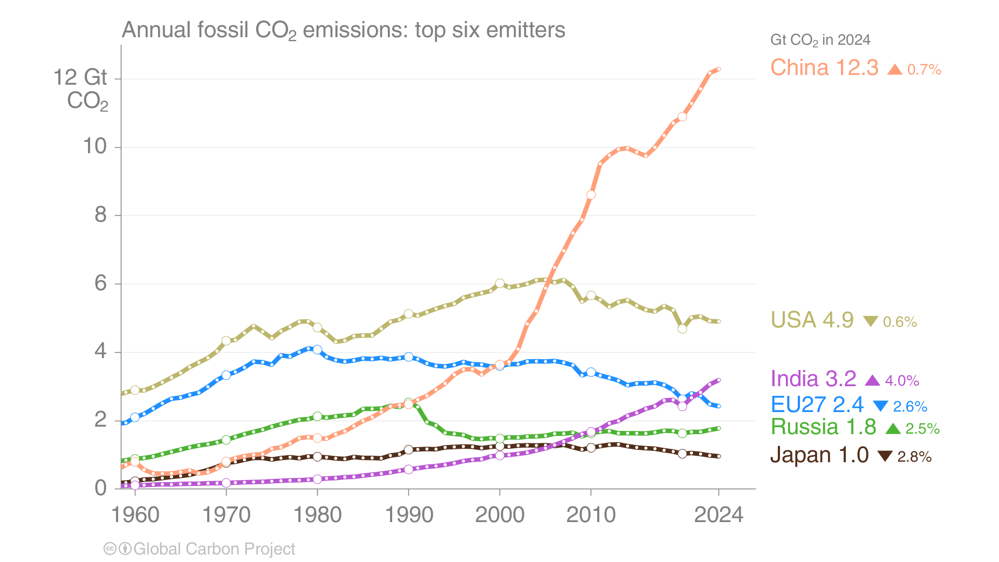 Annual fossil CO₂ emissions: top six emitters
12 Gt
CO₂
10
8
6
4
2
0
1960 1970 1980 1990 2000 2010 2024
Gt CO₂ in 2024
China 12.3 ▲ 0.7%
USA 4.9 ▼ 0.6%
India 3.2 ▲ 4.0%
EU27 2.4 ▼ 2.6%
Russia 1.8 ▲ 2.5%
Japan 1.0 ▼ 2.8%
cc Global Carbon Project